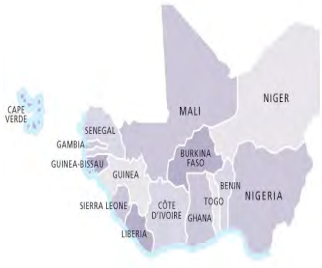 NIGER
MALI
CAPE
VERDE
SENEGAL
GAMBIA
BURKINA
FASO
GUINEA-BISSAU
GUINEA
BENIN
NIGERIA
TOGO
SIERRA LEONE
CÔTE
D'IVOIRE
GHANA
LIBERIA